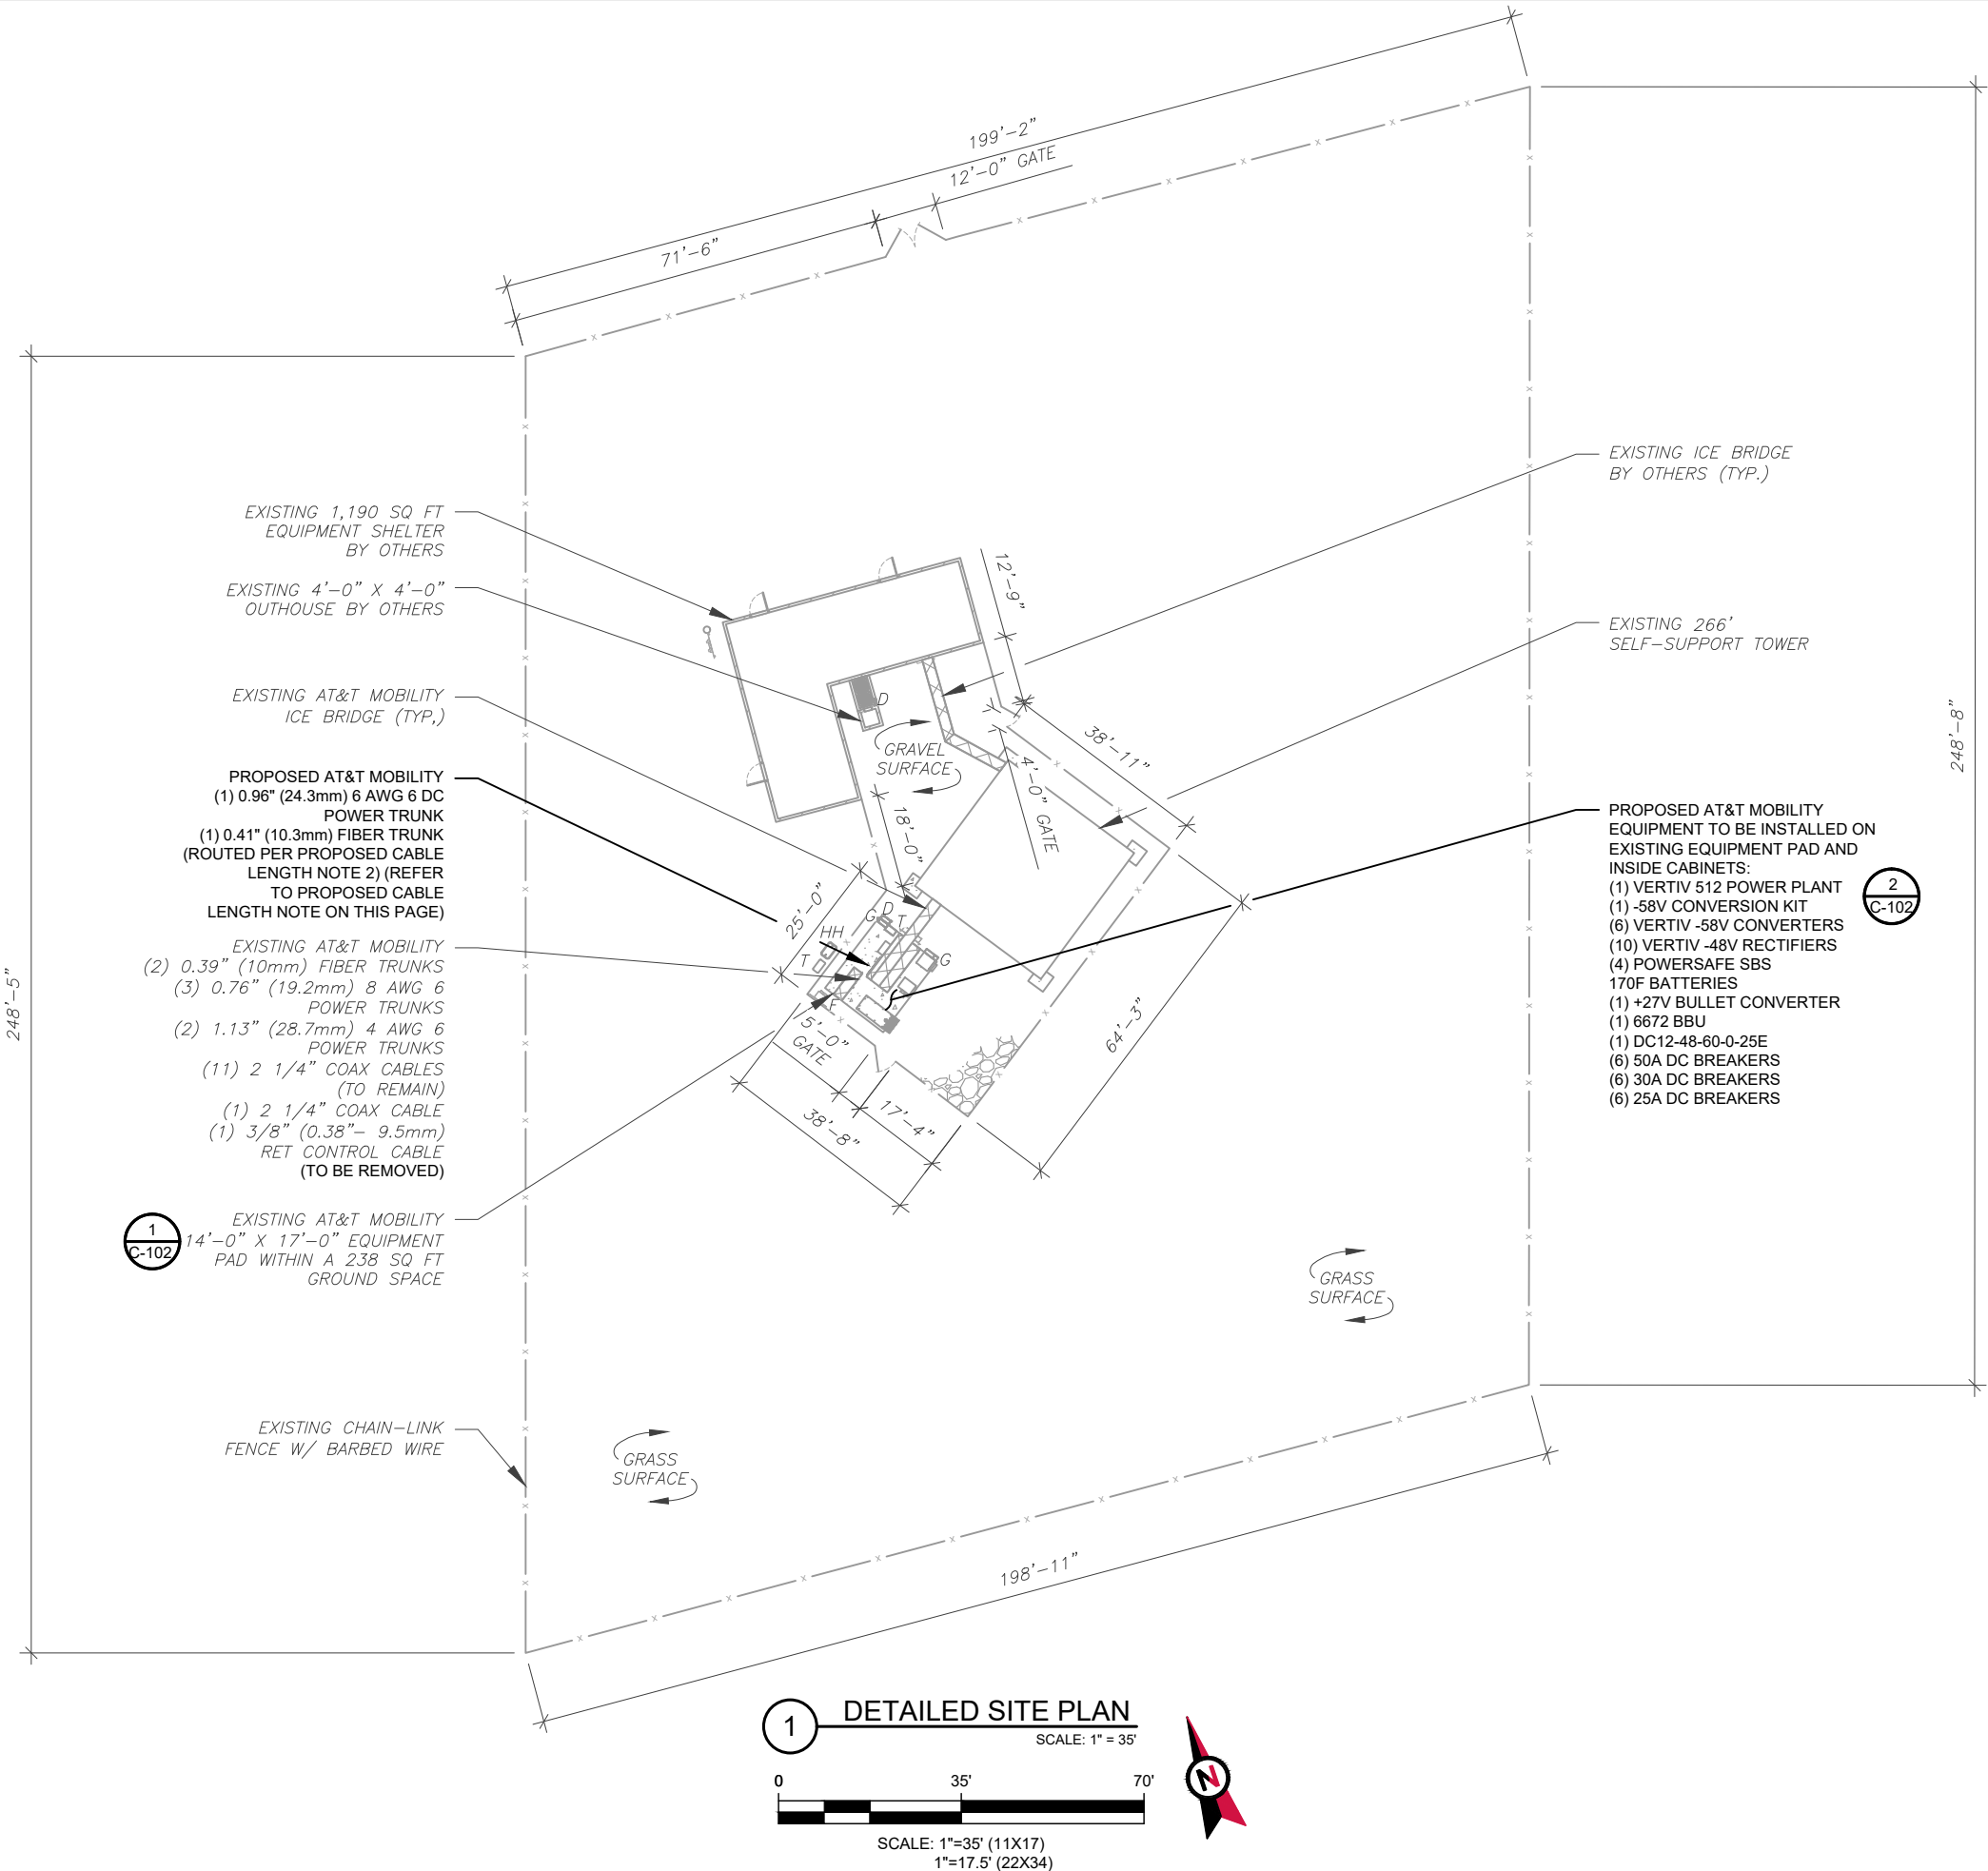 199'-2"
12'-0" GATE
71'-6"
248'-5"
248'-8"
EXISTING 1,190 SQ FT
EQUIPMENT SHELTER
BY OTHERS
EXISTING 4'-0" X 4'-0"
OUTHOUSE BY OTHERS
EXISTING AT&T MOBILITY
ICE BRIDGE (TYP,)
PROPOSED AT&T MOBILITY
(1) 0.96" (24.3mm) 6 AWG 6 DC
POWER TRUNK
(1) 0.41" (10.3mm) FIBER TRUNK
(ROUTED PER PROPOSED CABLE
LENGTH NOTE 2) (REFER
TO PROPOSED CABLE
LENGTH NOTE ON THIS PAGE)
EXISTING AT&T MOBILITY
(2) 0.39" (10mm) FIBER TRUNKS
(3) 0.76" (19.2mm) 8 AWG 6
POWER TRUNKS
(2) 1.13" (28.7mm) 4 AWG 6
POWER TRUNKS
(11) 2 1/4" COAX CABLES
(TO REMAIN)
(1) 2 1/4" COAX CABLE
(1) 3/8" (0.38"- 9.5mm)
RET CONTROL CABLE
(TO BE REMOVED)
1
C-102
EXISTING AT&T MOBILITY
14'-0" X 17'-0" EQUIPMENT
PAD WITHIN A 238 SQ FT
GROUND SPACE
EXISTING CHAIN-LINK
FENCE W/ BARBED WIRE
12'-9"
D
GRAVEL
SURFACE
38'-11"
4'-0" GATE
18'-0"
25'-0"
G
D
T
HH
T
G
F
5'-0"
GATE
64'-3"
17'-4"
38'-8"
EXISTING ICE BRIDGE
BY OTHERS (TYP.)
EXISTING 266'
SELF-SUPPORT TOWER
PROPOSED AT&T MOBILITY
EQUIPMENT TO BE INSTALLED ON
EXISTING EQUIPMENT PAD AND
INSIDE CABINETS:
(1) VERTIV 512 POWER PLANT
(1) -58V CONVERSION KIT
(6) VERTIV -58V CONVERTERS
(10) VERTIV -48V RECTIFIERS
(4) POWERSAFE SBS
170F BATTERIES
(1) +27V BULLET CONVERTER
(1) 6672 BBU
(1) DC12-48-60-0-25E
(6) 50A DC BREAKERS
(6) 30A DC BREAKERS
(6) 25A DC BREAKERS
2
C-102
GRASS
SURFACE
GRASS
SURFACE
198'-11"
1
DETAILED SITE PLAN
SCALE: 1" = 35'
0 35' 70'
SCALE: 1"=35' (11X17)
1"=17.5' (22X34)
N